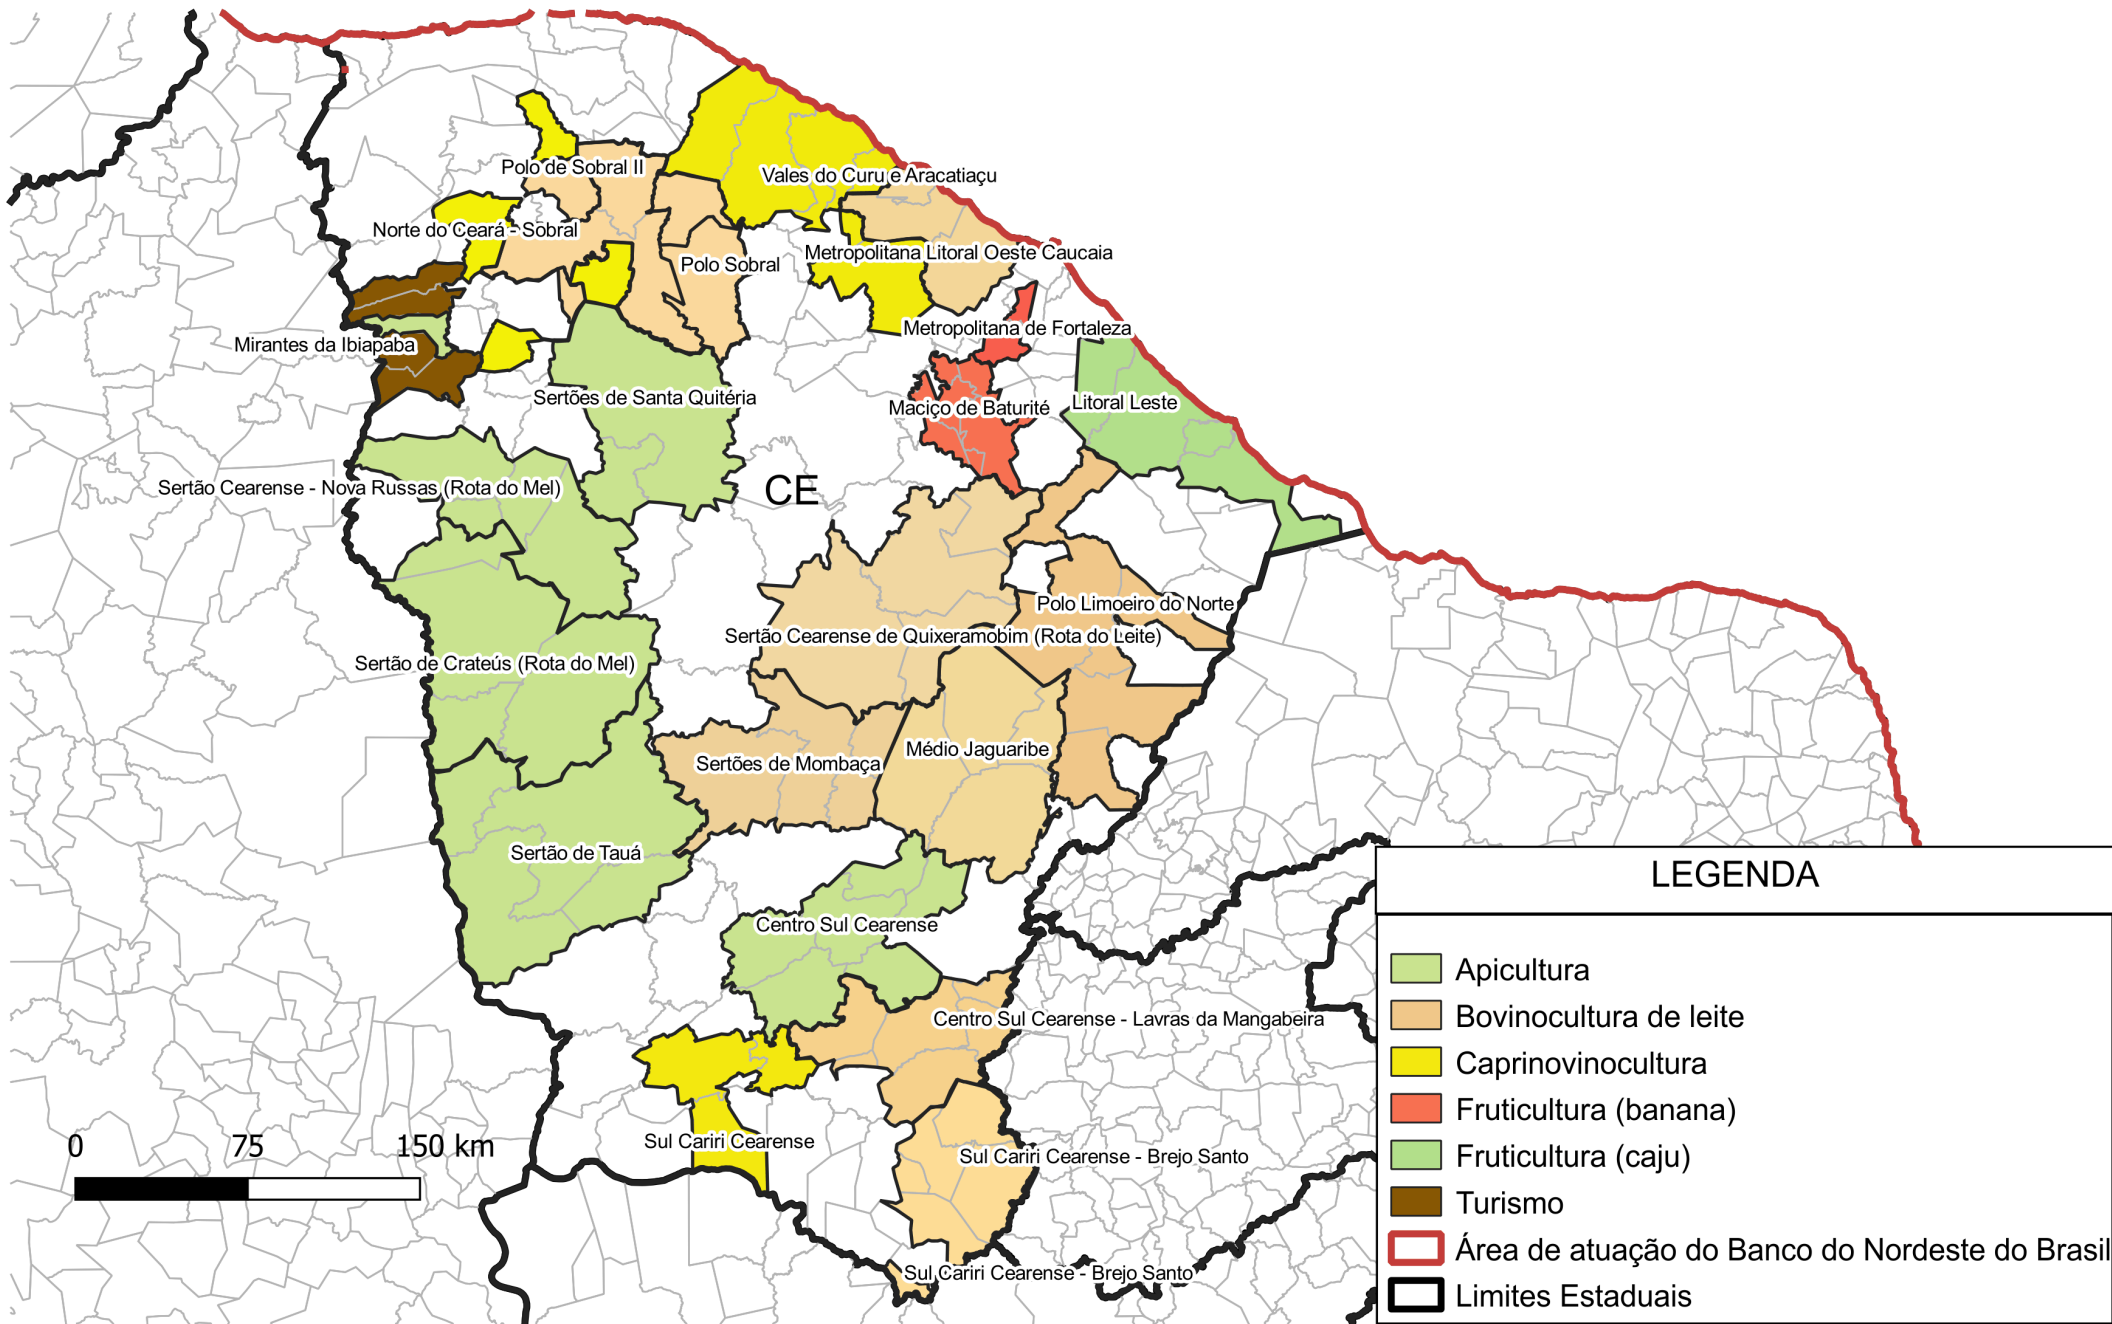 Polo de Sobral II
Vales do Curu e Aracatiaçu
Norte do Ceará - Sobral
Metropolitana Litoral Oeste Caucaia
Polo Sobral
Metropolitana de Fortaleza
Mirantes da Ibiapaba
Sertões de Santa Quitéria
Maciço de Baturité
Litoral Leste
Sertão Cearense - Nova Russas (Rota do Mel)
CE
Polo Limoeiro do Norte
Sertão Cearense de Quixeramobim (Rota do Leite)
Sertão de Crateús (Rota do Mel)
Médio Jaguaribe
Sertões de Mombaça
Sertão de Tauá
Centro Sul Cearense
Centro Sul Cearense - Lavras da Mangabeira
Sul Cariri Cearense
Sul Cariri Cearense - Brejo Santo
Sul Cariri Cearense - Brejo Santo
0 75 150 km
LEGENDA
Apicultura
Bovinocultura de leite
Caprinovinocultura
Fruticultura (banana)
Fruticultura (caju)
Turismo
Área de atuação do Banco do Nordeste do Brasil
Limites Estaduais